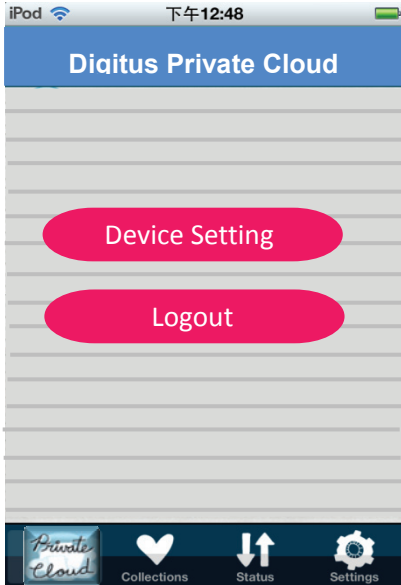 iPod 下午12:48
Digitus Private Cloud
Device Setting
Logout
Private
Cloud
Collections Status Settings